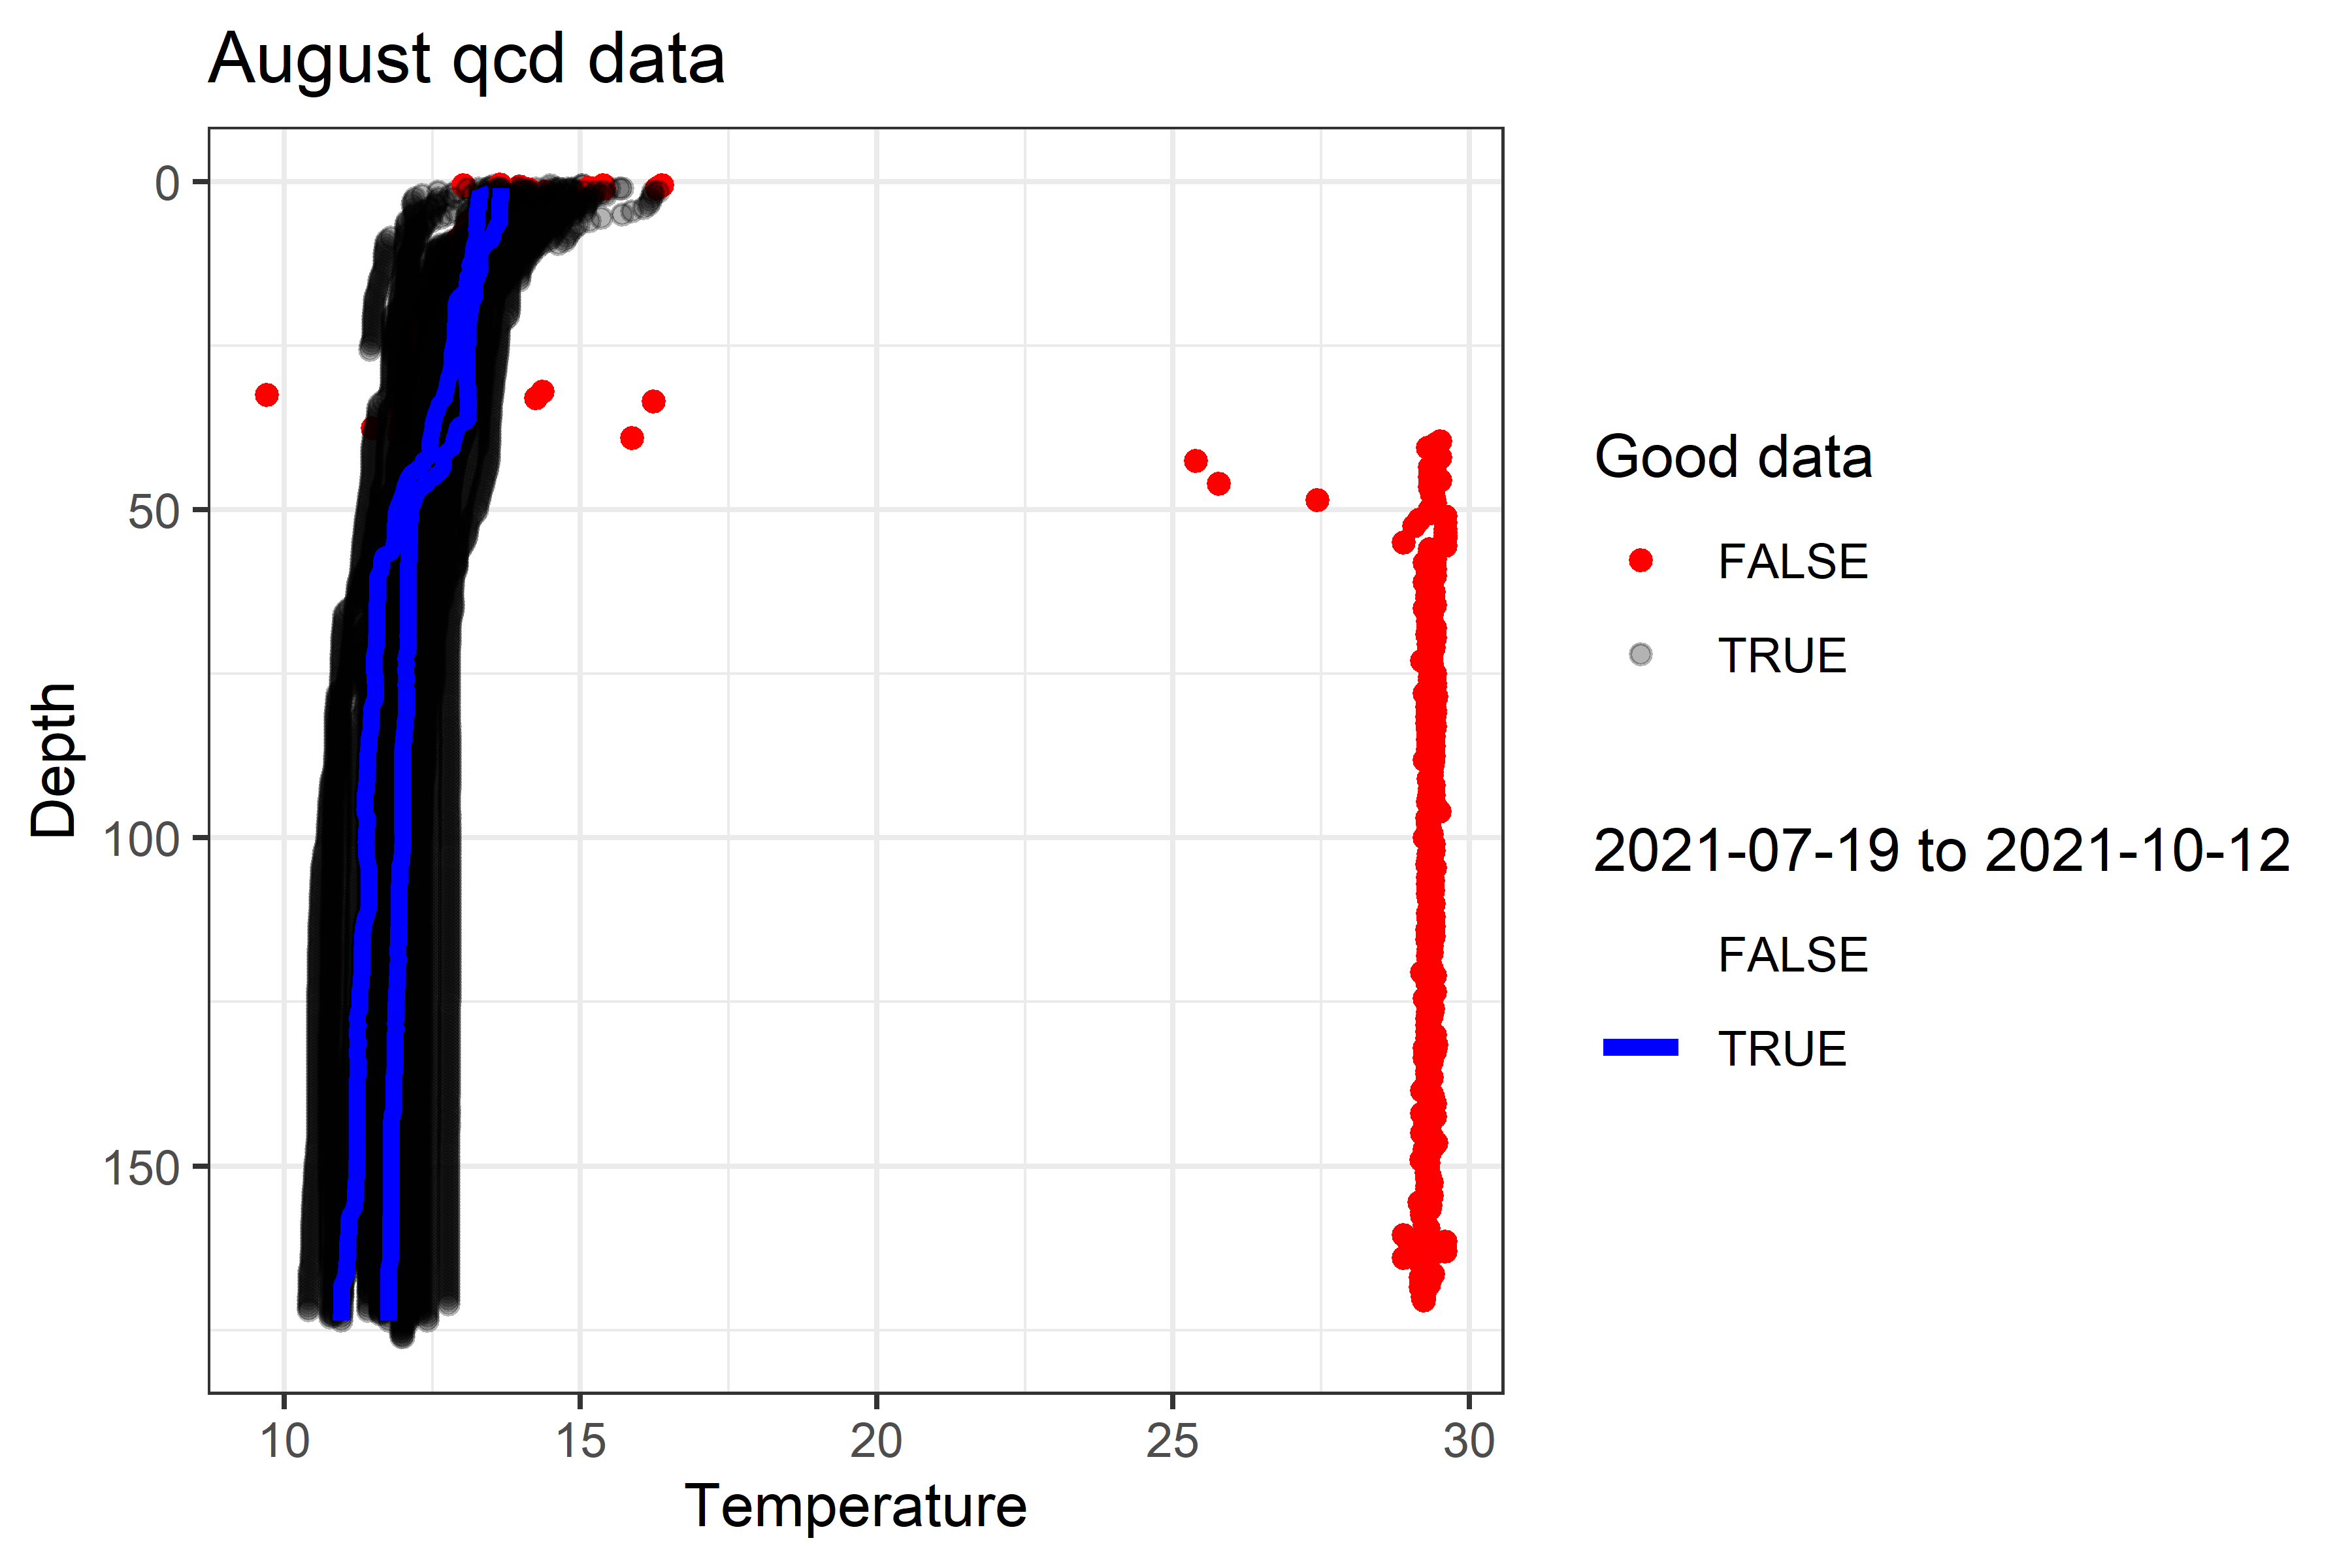 August qcd data
0
50
100
150
Depth
10 15 20 25 30
Temperature
Good data
FALSE
TRUE
2021-07-19 to 2021-10-12
FALSE
TRUE